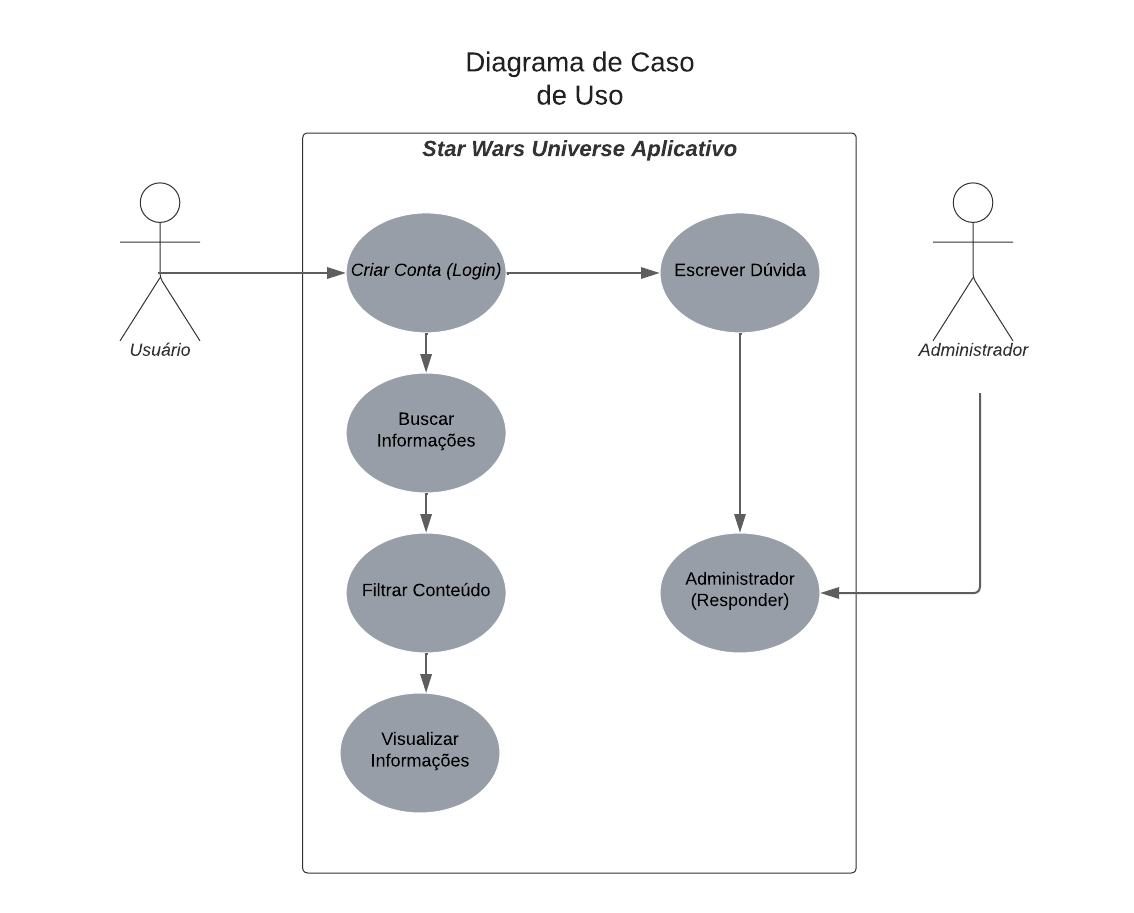 Diagrama de Caso
de Uso
Star Wars Universe Aplicativo
Criar Conta (Login)
Escrever Dúvida
Usuário
Administrador
Buscar
Informações
Filtrar Conteúdo
Administrador
(Responder)
Visualizar
Informações